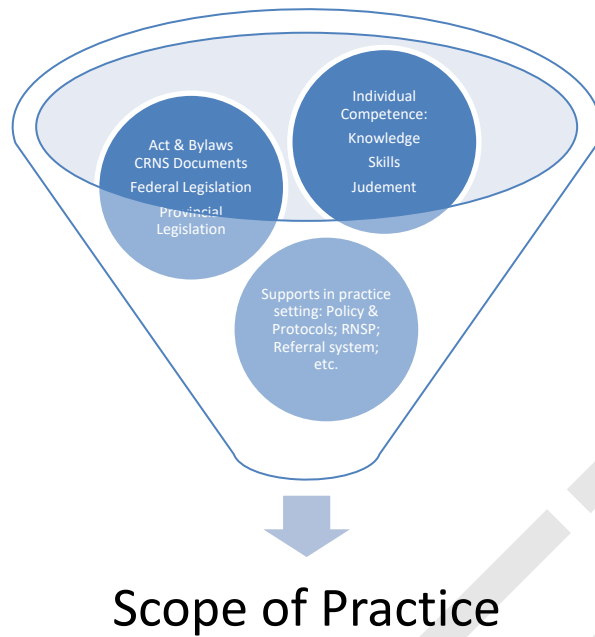 Act & Bylaws
CRNS Documents
Federal Legislation
Provincial
Legislation
Individual
Competence:
Knowledge
Skills
Judement
Supports in practice
setting: Policy &
Protocols; RNSP;
Referral system;
etc.
Scope of Practice